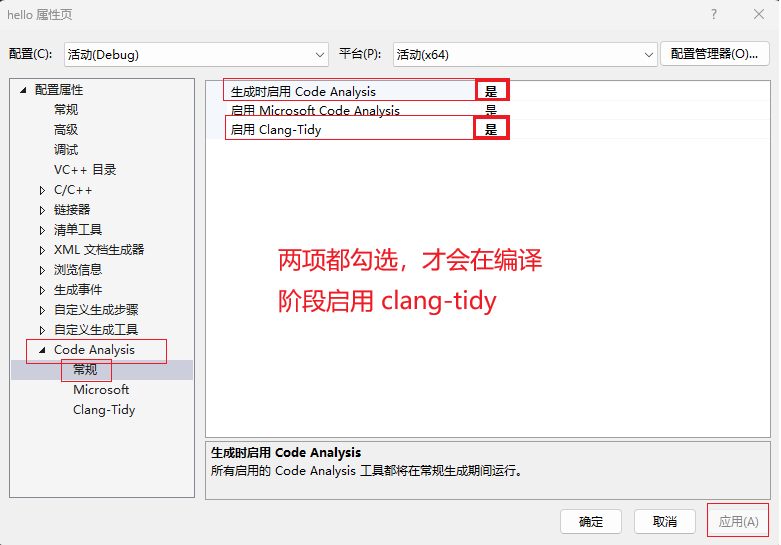 hello 属性页
配置(C): 活动(Debug) 平台(P): 活动(x64) 配置管理器(O)...
配置属性
常规
高级
调试
VC++ 目录
C/C++
链接器
清单工具
XML 文档生成器
浏览信息
生成事件
自定义生成步骤
自定义生成工具
Code Analysis
常规
Microsoft
Clang-Tidy
生成时启用 Code Analysis 是
启用 Microsoft Code Analysis 是
启用 Clang-Tidy 是
两项都勾选，才会在编译
阶段启用 clang-tidy
生成时启用 Code Analysis
所有启用的 Code Analysis 工具都将在常规生成期间运行。
确定 取消 应用(A)